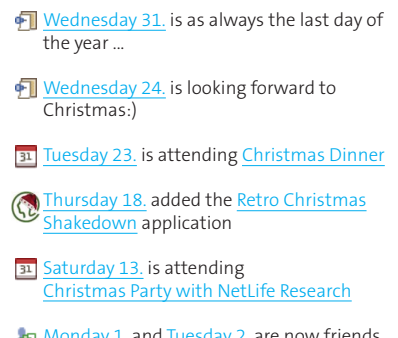 Wednesday 31. is as always the last day of
the year ...
Wednesday 24. is looking forward to
Christmas:)
31 Tuesday 23. is attending Christmas Dinner
Thursday 18. added the Retro Christmas
Shakedown application
31 Saturday 13. is attending
Christmas Party with NetLife Research
Monday 1. and Tuesday 2. are now friends